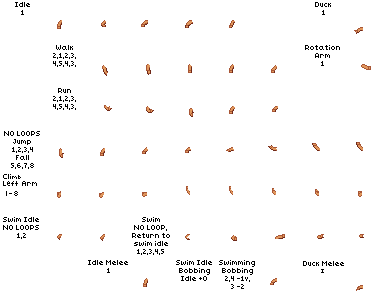 Idle
1
Duck
1
Walk
2,1,2,3,
4,5,4,3,
Rotation
Arm
1
Run
2,1,2,3,
4,5,4,3,
NO LOOPS
Jump
1,2,3,4
Fall
5,6,7,8
Climb
Left Arm
1-8
Swim Idle
NO LOOPS
1,2
Swim
NO LOOP,
Return to
swim idle
1,2,3,4,5
Idle Melee
1
Swim Idle
Bobbing
Idle +0
Swimming
Bobbing
2,4 -1v,
3 -2
Duck Melee
1